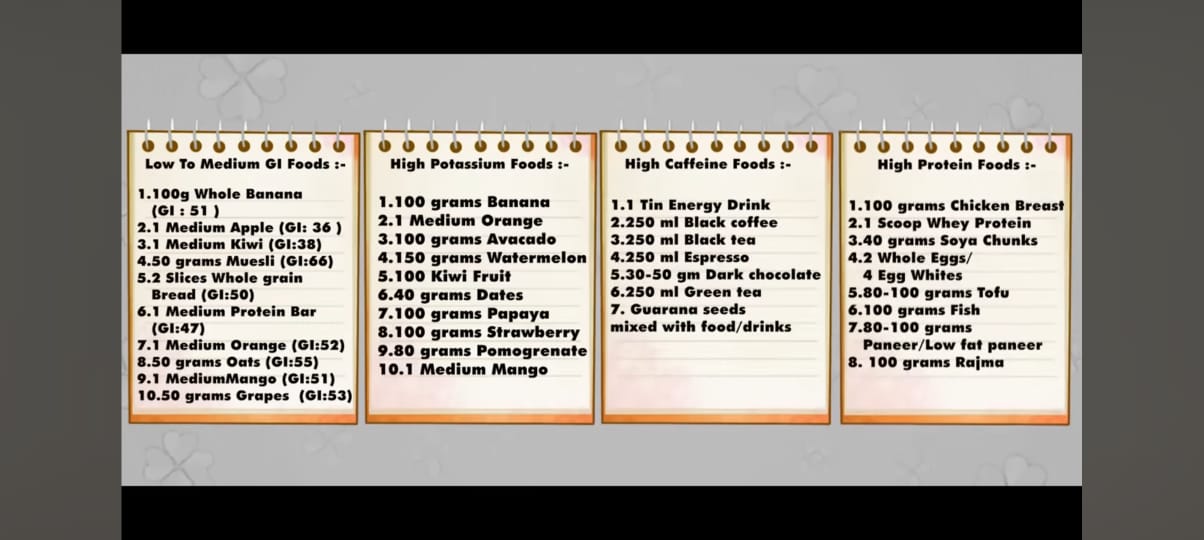 Low To Medium GI Foods :-
1.100g Whole Banana
(GI : 51 )
2.1 Medium Apple (GI: 36 )
3.1 Medium Kiwi (GI:38)
4.50 grams Muesli (GI:66)
5.2 Slices Whole grain
Bread (GI:50)
6.1 Medium Protein Bar
(GI:47)
7.1 Medium Orange (GI:52)
8.50 grams Oats (GI:55)
9.1 MediumMango (GI:51)
10.50 grams Grapes (GI:53)
High Potassium Foods :-
1.100 grams Banana
2.1 Medium Orange
3.100 grams Avacado
4.150 grams Watermelon
5.100 Kiwi Fruit
6.40 grams Dates
7.100 grams Papaya
8.100 grams Strawberry
9.80 grams Pomogrenate
10.1 Medium Mango
High Caffeine Foods :-
1.1 Tin Energy Drink
2.250 ml Black coffee
3.250 ml Black tea
4.250 ml Espresso
5.30-50 gm Dark chocolate
6.250 ml Green tea
7. Guarana seeds
mixed with food/drinks
High Protein Foods :-
1.100 grams Chicken Breast
2.1 Scoop Whey Protein
3.40 grams Soya Chunks
4.2 Whole Eggs/
4 Egg Whites
5.80-100 grams Tofu
6.100 grams Fish
7.80-100 grams
Paneer/Low fat paneer
8. 100 grams Rajma